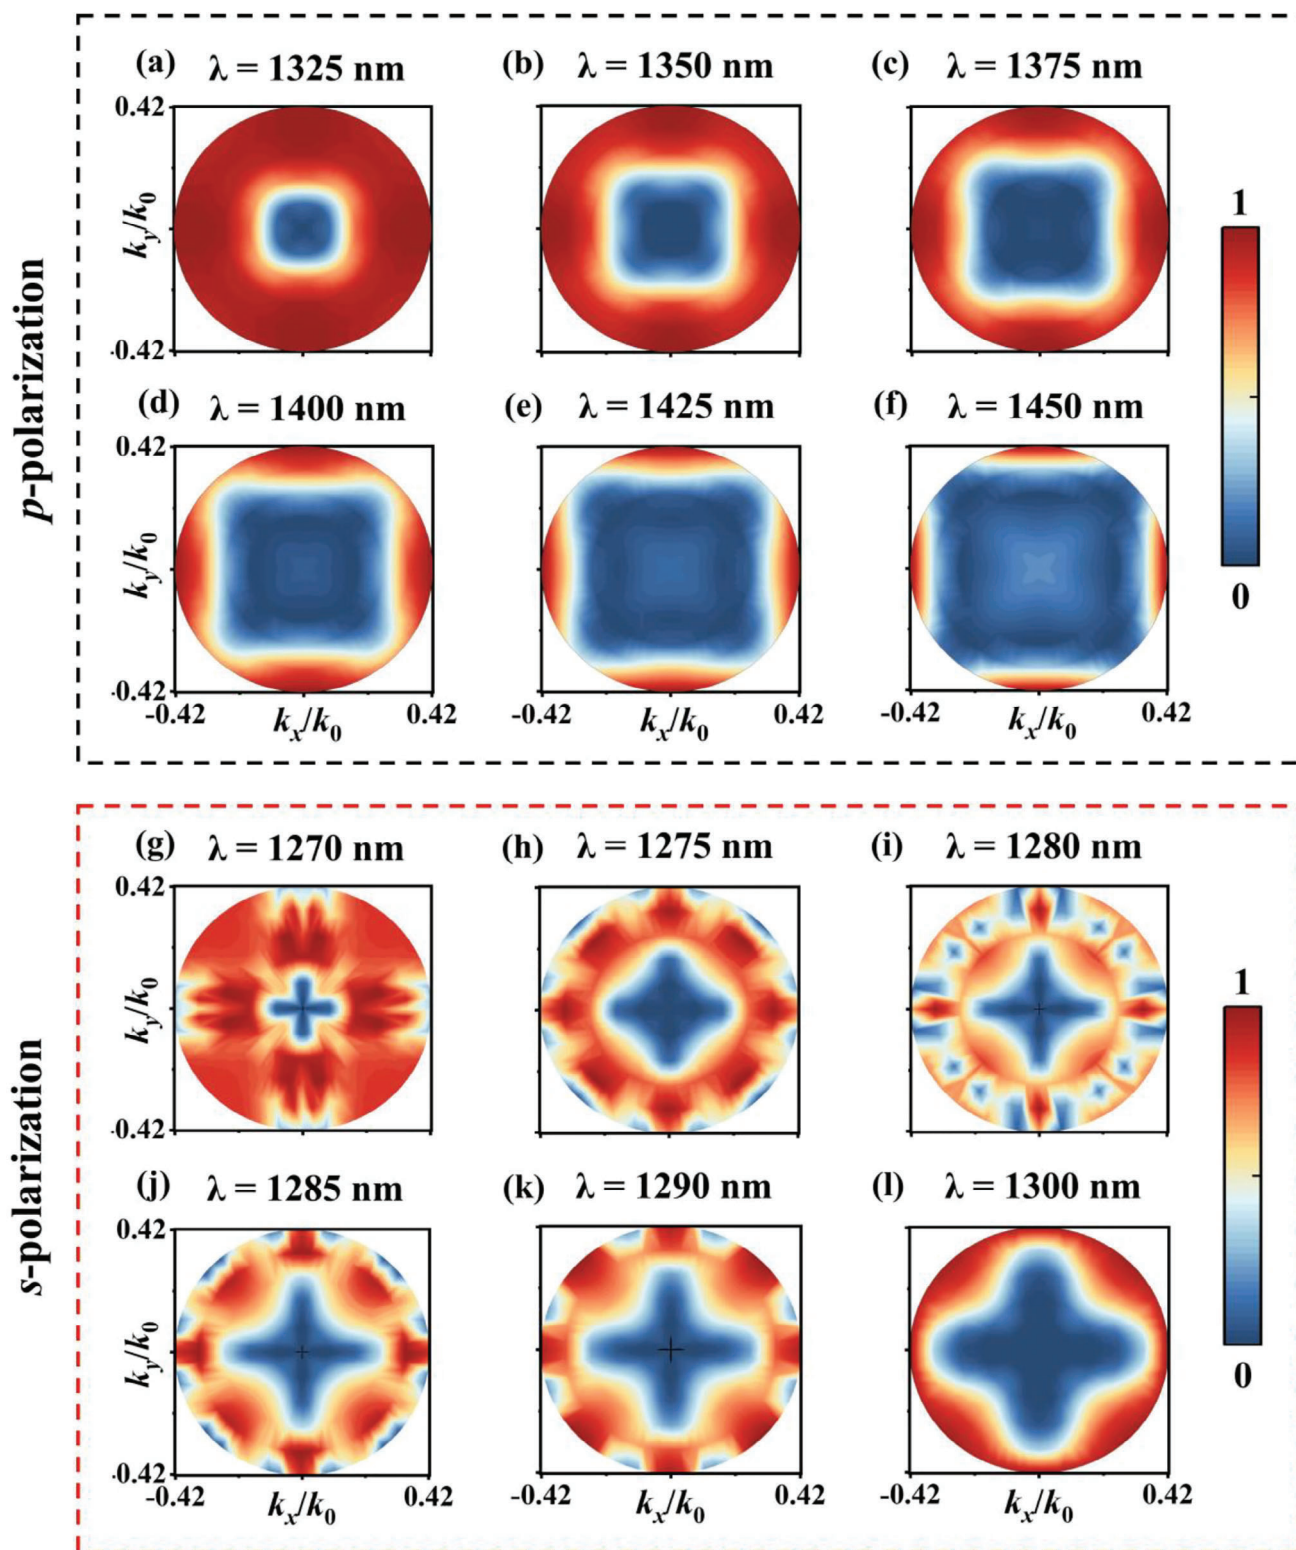 p-polarization
(a) λ = 1325 nm (b) λ = 1350 nm (c) λ = 1375 nm
0.42
ky/k0
-0.42
1
0
(d) λ = 1400 nm (e) λ = 1425 nm (f) λ = 1450 nm
0.42
ky/k0
-0.42
-0.42 kx/k0 0.42 -0.42 kx/k0 0.42 -0.42 kx/k0 0.42
s-polarization
(g) λ = 1270 nm (h) λ = 1275 nm (i) λ = 1280 nm
0.42
ky/k0
-0.42
1
0
(j) λ = 1285 nm (k) λ = 1290 nm (l) λ = 1300 nm
0.42
ky/k0
-0.42
-0.42 kx/k0 0.42 -0.42 kx/k0 0.42 -0.42 kx/k0 0.42